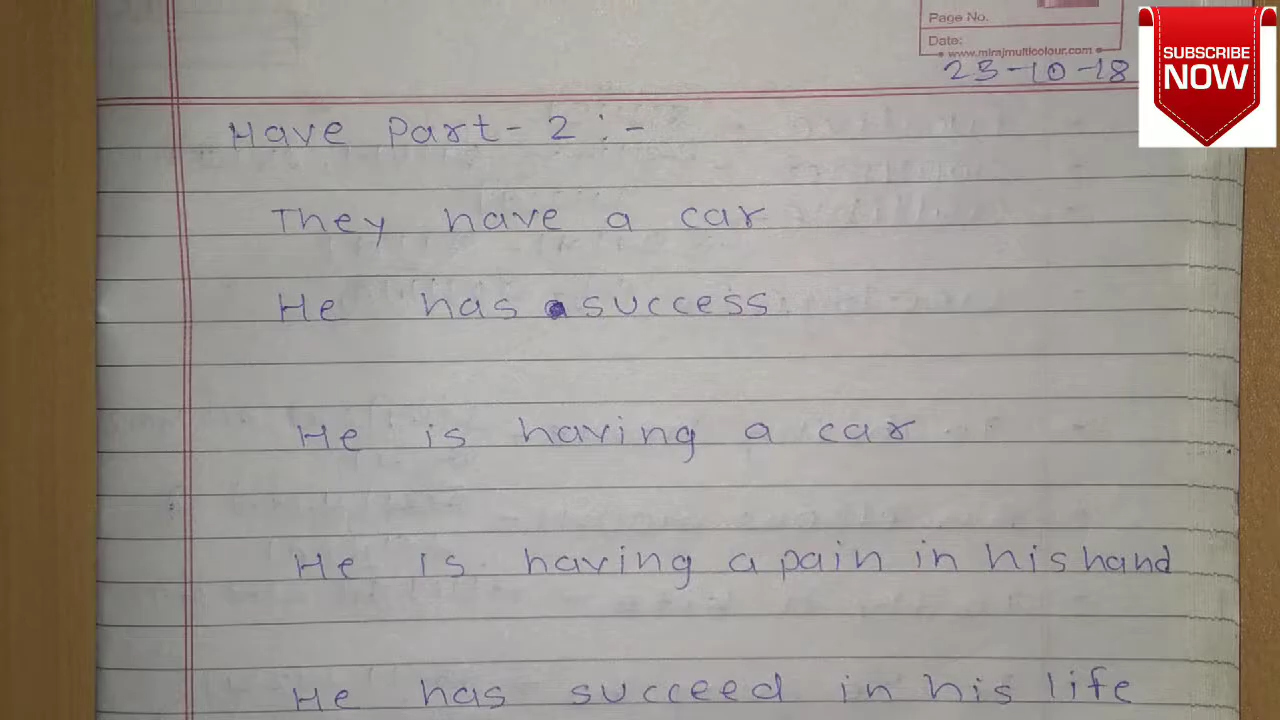 Page No.
Date:
www.mirajmulticolour.com
23-10-18
SUBSCRIBE
NOW
Have Part-2:-
They have a car
He has success
He is having a car
He is having a pain in his hand
He has succeed in his life